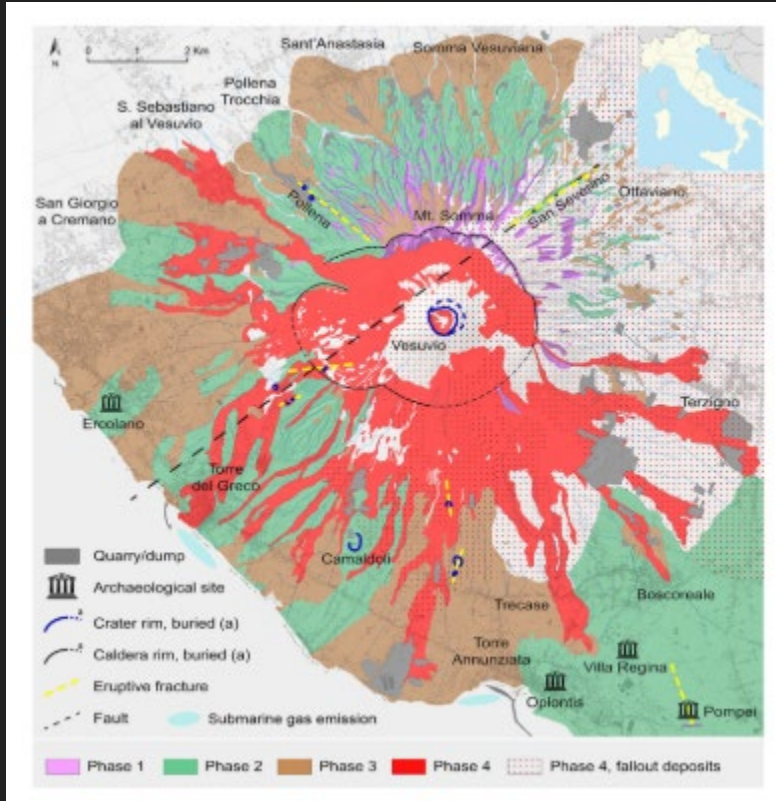 N
0 2 Km
Sant'Anastasia
Somma Vesuviana
Pollena
Trocchia
S. Sebastiano
al Vesuvio
San Giorgio
a Cremano
Pollena
Mt. Somma
San Severino
Ottaviano
Vesuvio
Ercolano
Terzigno
Torre
del Greco
Camaldoli
Boscoreale
Trecase
Torre
Annunziata
Villa Regina
Oplontis
Pompei
Quarry/dump
Archaeological site
Crater rim, buried (a)
Caldera rim, buried (a)
Eruptive fracture
Fault
Submarine gas emission
Phase 1
Phase 2
Phase 3
Phase 4
Phase 4, fallout deposits